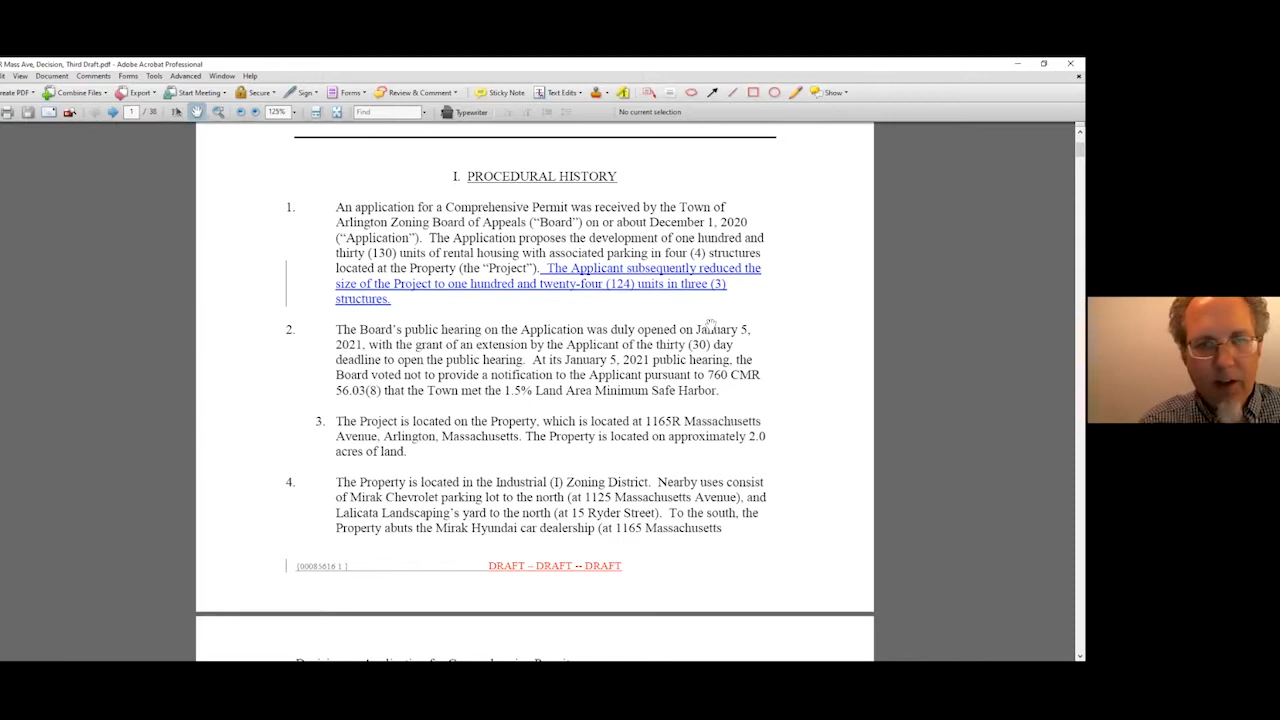 R Mass Ave, Decision, Third Draft.pdf - Adobe Acrobat Professional
it View Document Comments Forms Tools Advanced Window Help
reate PDF Combine Files Export Start Meeting Secure Sign Forms Review & Comment Sticky Note Text Edits Show
1 / 38 125% Find Typewriter No current selection
I. PROCEDURAL HISTORY
1. An application for a Comprehensive Permit was received by the Town of
Arlington Zoning Board of Appeals (“Board”) on or about December 1, 2020
(“Application”). The Application proposes the development of one hundred and
thirty (130) units of rental housing with associated parking in four (4) structures
located at the Property (the “Project”). The Applicant subsequently reduced the
size of the Project to one hundred and twenty-four (124) units in three (3)
structures.
2. The Board’s public hearing on the Application was duly opened on January 5,
2021, with the grant of an extension by the Applicant of the thirty (30) day
deadline to open the public hearing. At its January 5, 2021 public hearing, the
Board voted not to provide a notification to the Applicant pursuant to 760 CMR
56.03(8) that the Town met the 1.5% Land Area Minimum Safe Harbor.
3. The Project is located on the Property, which is located at 1165R Massachusetts
Avenue, Arlington, Massachusetts. The Property is located on approximately 2.0
acres of land.
4. The Property is located in the Industrial (I) Zoning District. Nearby uses consist
of Mirak Chevrolet parking lot to the north (at 1125 Massachusetts Avenue), and
Lalicata Landscaping’s yard to the north (at 15 Ryder Street). To the south, the
Property abuts the Mirak Hyundai car dealership (at 1165 Massachusetts
[00085616 1 ] DRAFT – DRAFT -- DRAFT